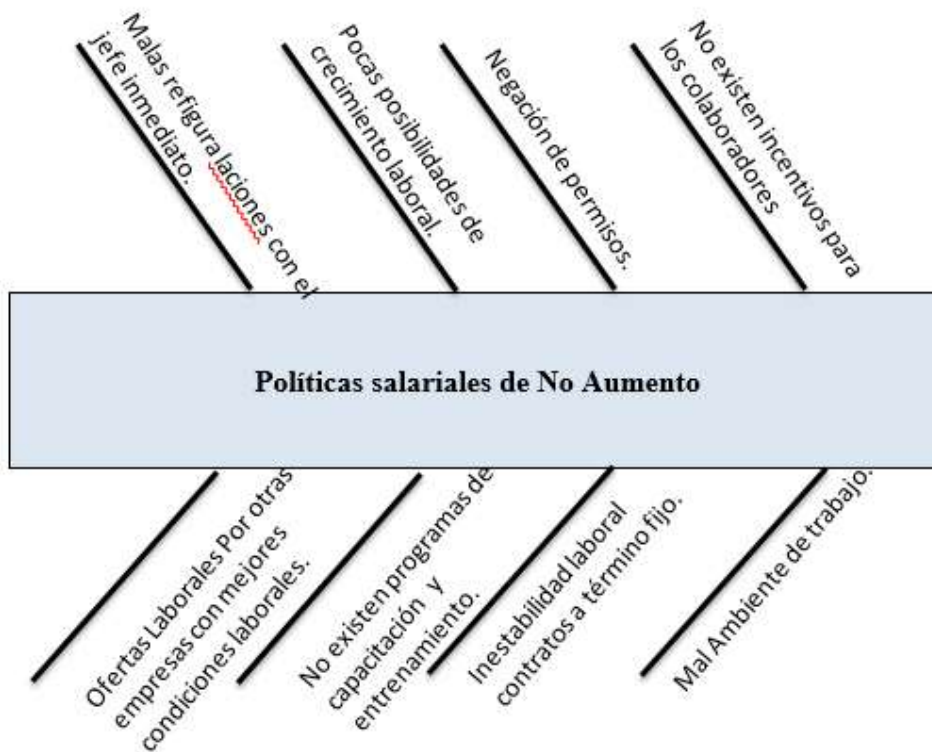 Malas refigura laciones con el
jefe inmediato.
Pocas posibilidades de
crecimiento laboral.
Negación de permisos.
No existen incentivos para
los colaboradores
Políticas salariales de No Aumento
Ofertas Laborales Por otras
empresas con mejores
condiciones laborales.
No existen programas de
capacitación y
entrenamiento.
Inestabilidad laboral
contratos a término fijo.
Mal Ambiente de trabajo.